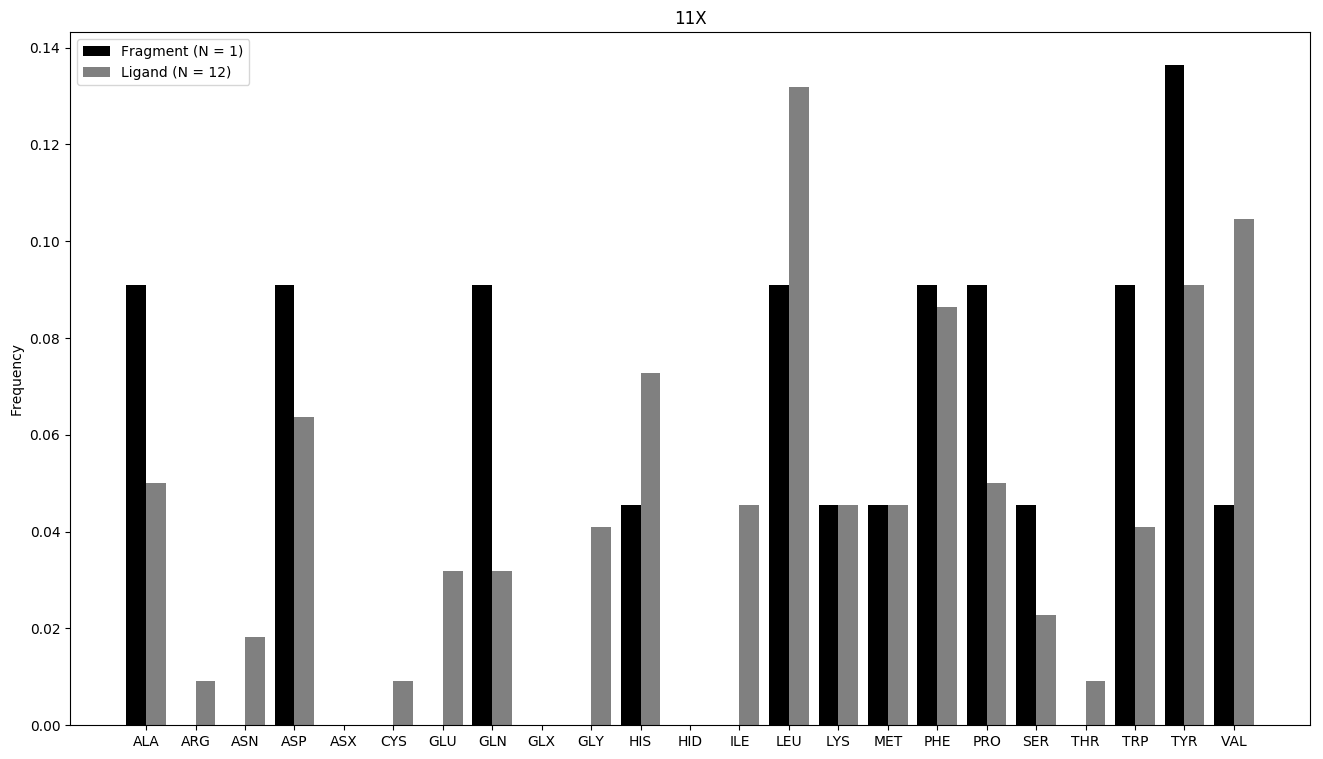 11X
Fragment (N = 1)
Ligand (N = 12)
Frequency
0.14
0.12
0.10
0.08
0.06
0.04
0.02
0.00
ALA ARG ASN ASP ASX CYS GLU GLN GLX GLY HIS HID ILE LEU LYS MET PHE PRO SER THR TRP TYR VAL